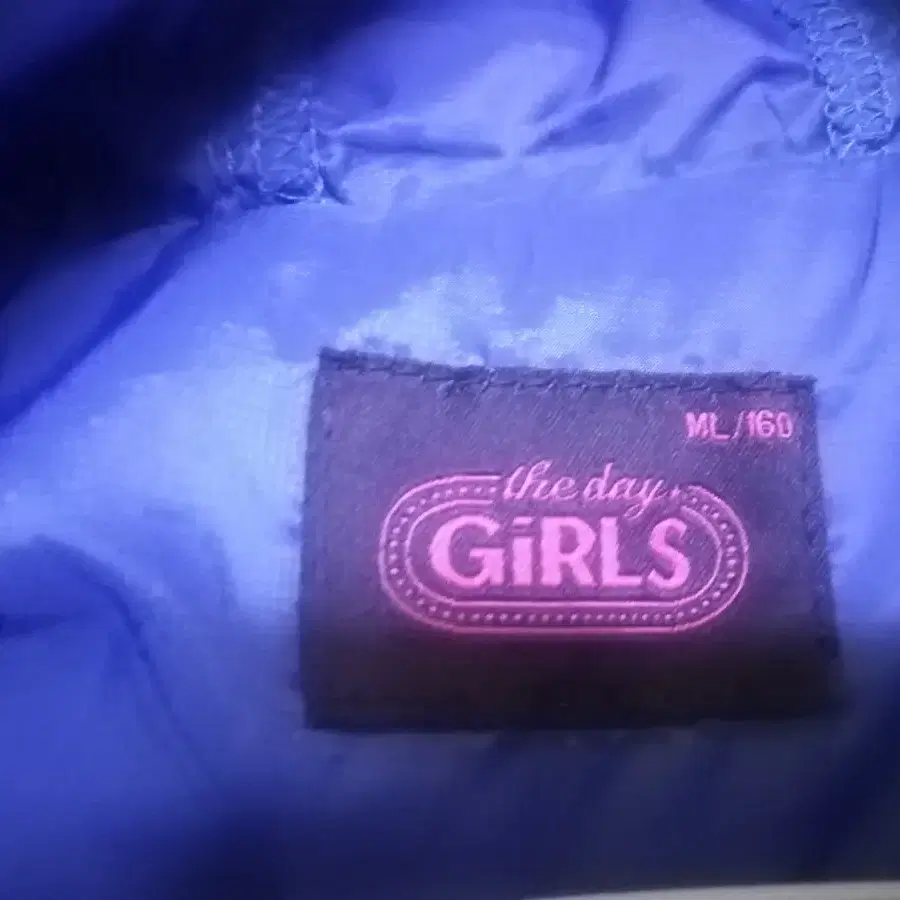 ML/160
the day
GiRLS